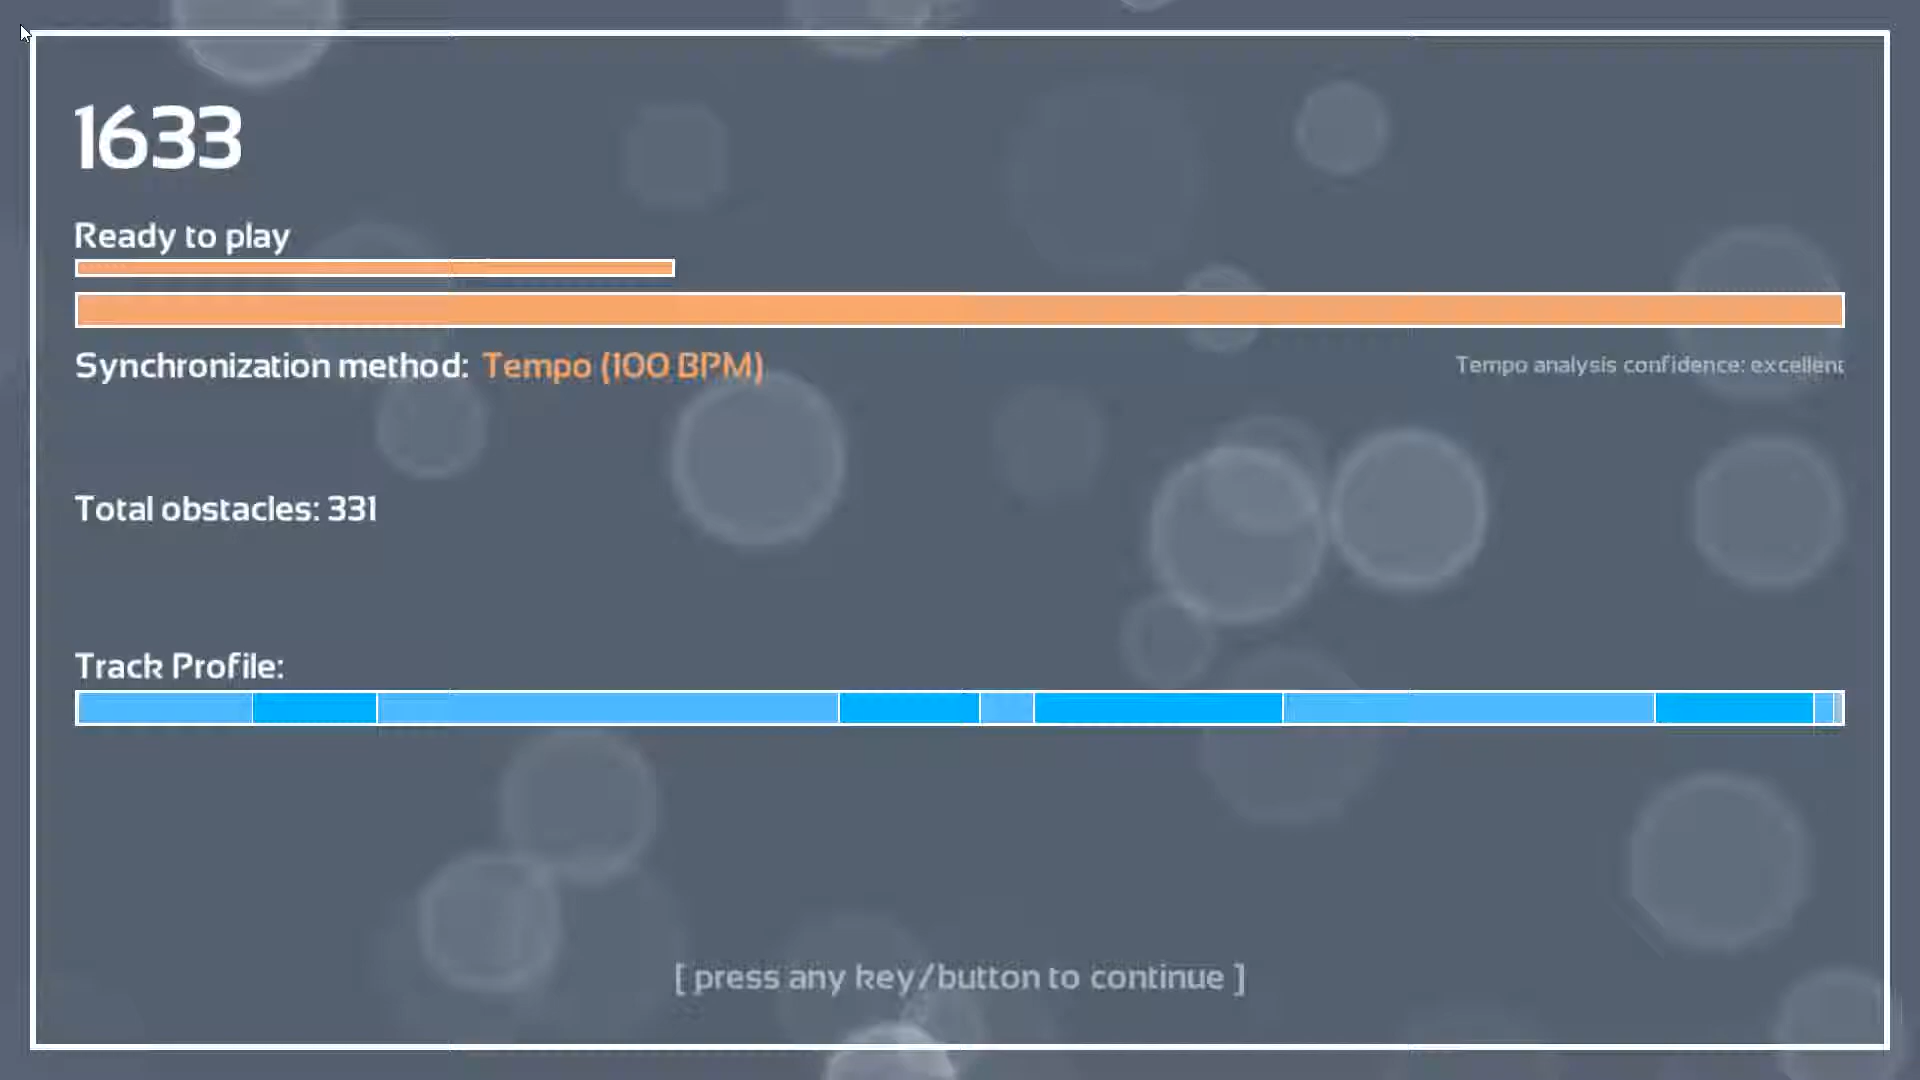 1633
Ready to play
Synchronization method: Tempo (100 BPM)
Tempo analysis confidence: excellent
Total obstacles: 331
Track Profile:
[ press any key/button to continue ]